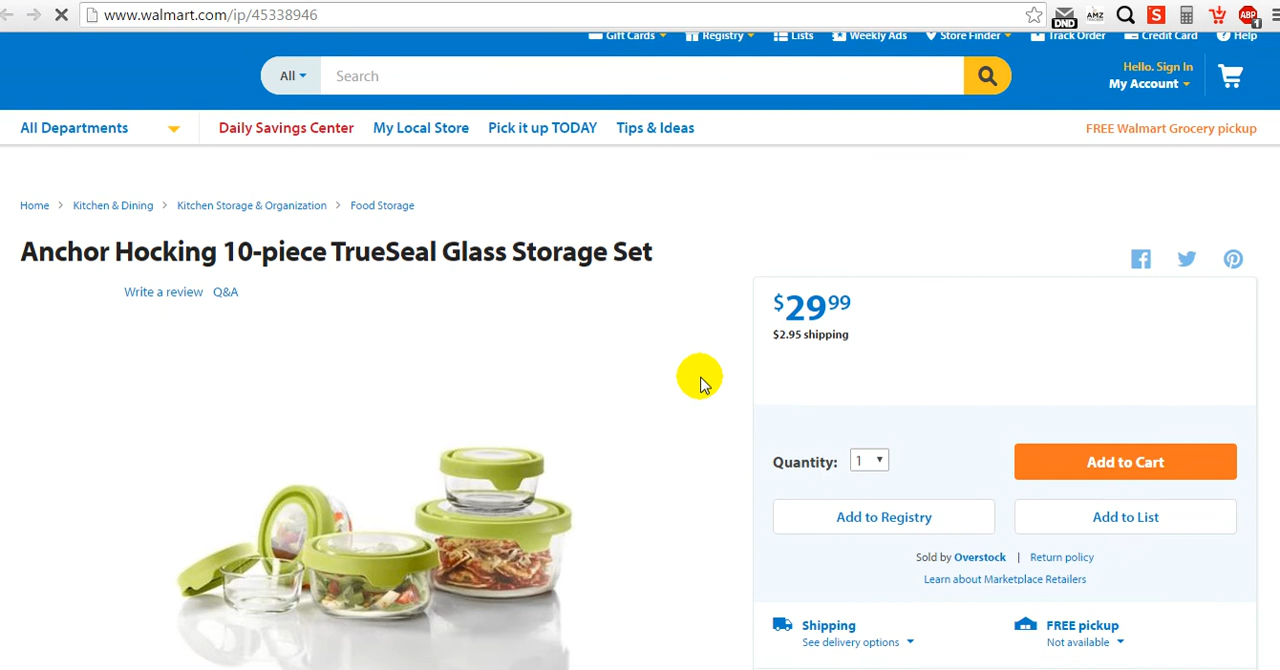 www.walmart.com/ip/45338946
DND
AMZ
S
ABP
1
Gift Cards Registry Lists Weekly Ads Store Finder Track Order Credit Card Help
All Search
Hello. Sign In
My Account
All Departments Daily Savings Center My Local Store Pick it up TODAY Tips & Ideas FREE Walmart Grocery pickup
Home > Kitchen & Dining > Kitchen Storage & Organization > Food Storage
Anchor Hocking 10-piece TrueSeal Glass Storage Set
Write a review Q&A
$29 99
$2.95 shipping
Quantity: 1 Add to Cart
Add to Registry Add to List
Sold by Overstock | Return policy
Learn about Marketplace Retailers
Shipping FREE pickup
See delivery options Not available